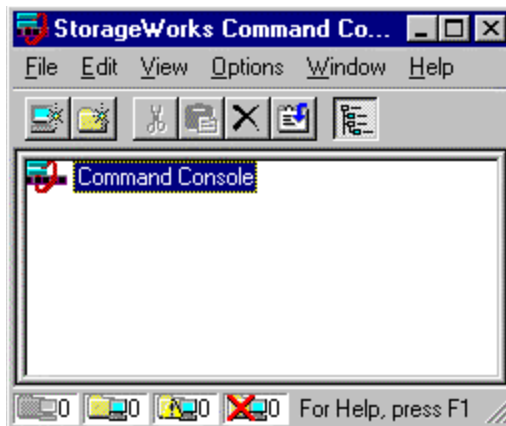 StorageWorks Command Co...
File Edit View Options Window Help
Command Console
0 0 0 0 For Help, press F1